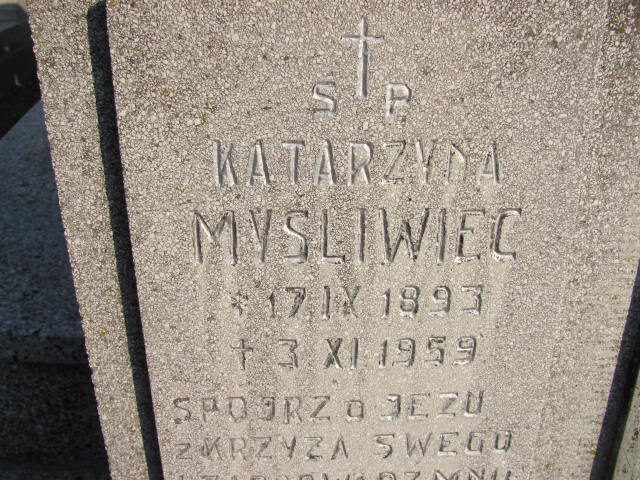 S P
KATARZYNA
MYSLIWIEC
* 17 IX 1893
† 3 XI 1959
SPOJRZ O JEZU
z KRZYZA SWEGO